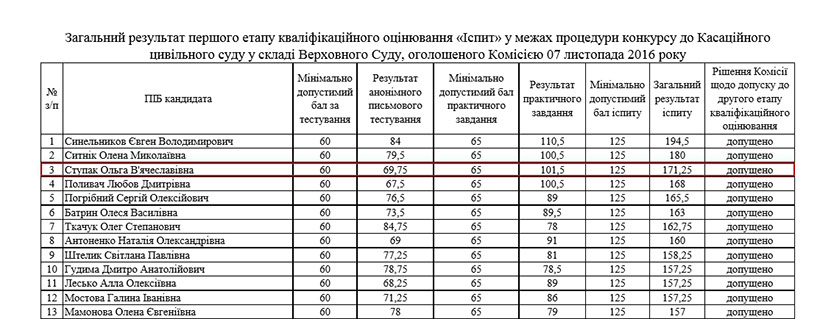 Загальний результат першого етапу кваліфікаційного оцінювання «Іспит» у межах процедури конкурсу до Касаційного
цивільного суду у складі Верховного Суду, оголошеного Комісією 07 листопада 2016 року
№ з/п ПІБ кандидата Мінімально допустимий бал за тестування Результат анонімного письмового тестування Мінімально допустимий бал практичного завдання Результат практичного завдання Мінімально допустимий бал іспиту Загальний результат іспиту Рішення Комісії щодо допуску до другого етапу кваліфікаційного оцінювання
1 Синельников Євген Володимирович 60 84 65 110,5 125 194,5 допущено
2 Ситнік Олена Миколаївна 60 79,5 65 100,5 125 180 допущено
3 Ступак Ольга В'ячеславівна 60 69,75 65 101,5 125 171,25 допущено
4 Поливач Любов Дмитрівна 60 67,5 65 100,5 125 168 допущено
5 Погрібний Сергій Олексійович 60 76,5 65 89 125 165,5 допущено
6 Батрин Олеся Василівна 60 73,5 65 89,5 125 163 допущено
7 Ткачук Олег Степанович 60 84,75 65 78 125 162,75 допущено
8 Антоненко Наталія Олександрівна 60 69 65 91 125 160 допущено
9 Штелик Світлана Павлівна 60 77,25 65 81 125 158,25 допущено
10 Гудима Дмитро Анатолійович 60 78,75 65 78,5 125 157,25 допущено
11 Лесько Алла Олексіївна 60 68,25 65 89 125 157,25 допущено
12 Мостова Галина Іванівна 60 71,25 65 86 125 157,25 допущено
13 Мамонова Олена Євгеніївна 60 78 65 79 125 157 допущено